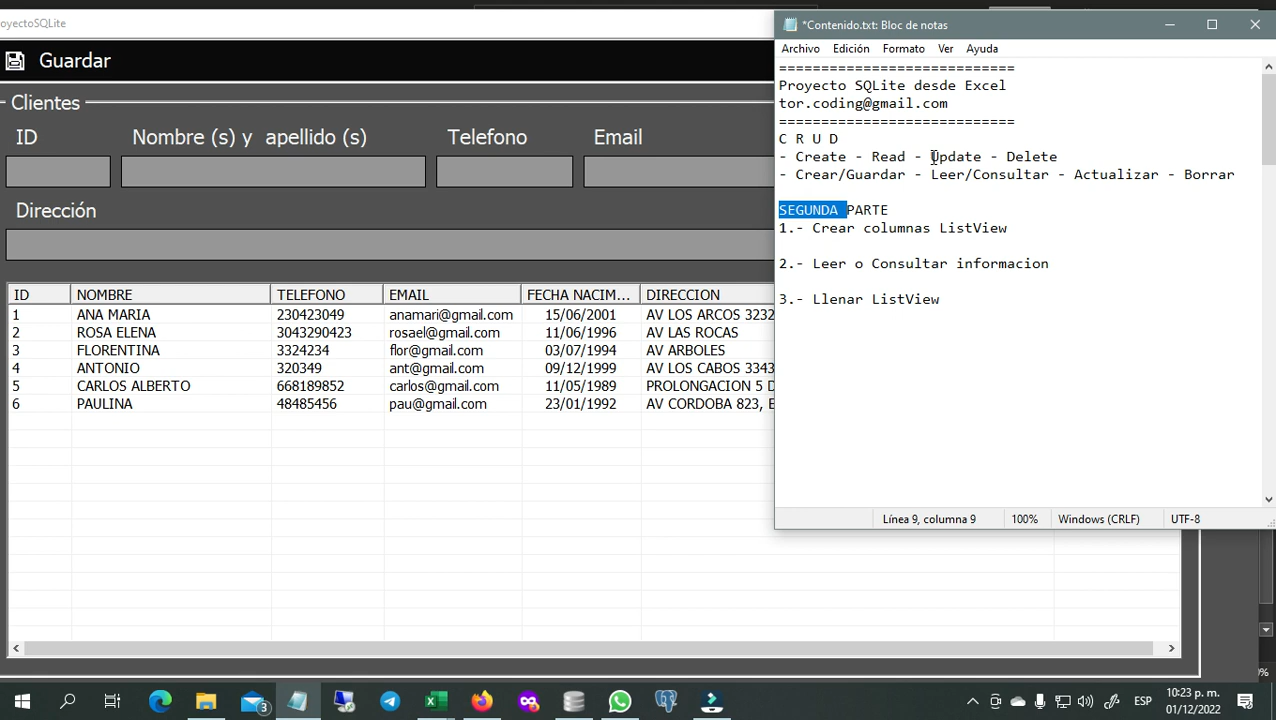 oyectoSQLite
Guardar
Clientes
ID
Nombre (s) y apellido (s)
Telefono
Email
Dirección
ID NOMBRE TELEFONO EMAIL FECHA NACIM... DIRECCION
1 ANA MARIA 230423049 anamari@gmail.com 15/06/2001 AV LOS ARCOS 3232
2 ROSA ELENA 3043290423 rosael@gmail.com 11/06/1996 AV LAS ROCAS
3 FLORENTINA 3324234 flor@gmail.com 03/07/1994 AV ARBOLES
4 ANTONIO 320349 ant@gmail.com 09/12/1999 AV LOS CABOS 3343
5 CARLOS ALBERTO 668189852 carlos@gmail.com 11/05/1989 PROLONGACION 5 D
6 PAULINA 48485456 pau@gmail.com 23/01/1992 AV CORDOBA 823, E
*Contenido.txt: Bloc de notas
Archivo Edición Formato Ver Ayuda
============================
Proyecto SQLite desde Excel
tor.coding@gmail.com
============================
C R U D
- Create - Read - Update - Delete
- Crear/Guardar - Leer/Consultar - Actualizar - Borrar
SEGUNDA PARTE
1.- Crear columnas ListView
2.- Leer o Consultar informacion
3.- Llenar ListView
Línea 9, columna 9 100% Windows (CRLF) UTF-8
3 ESP 10:23 p. m.
01/12/2022